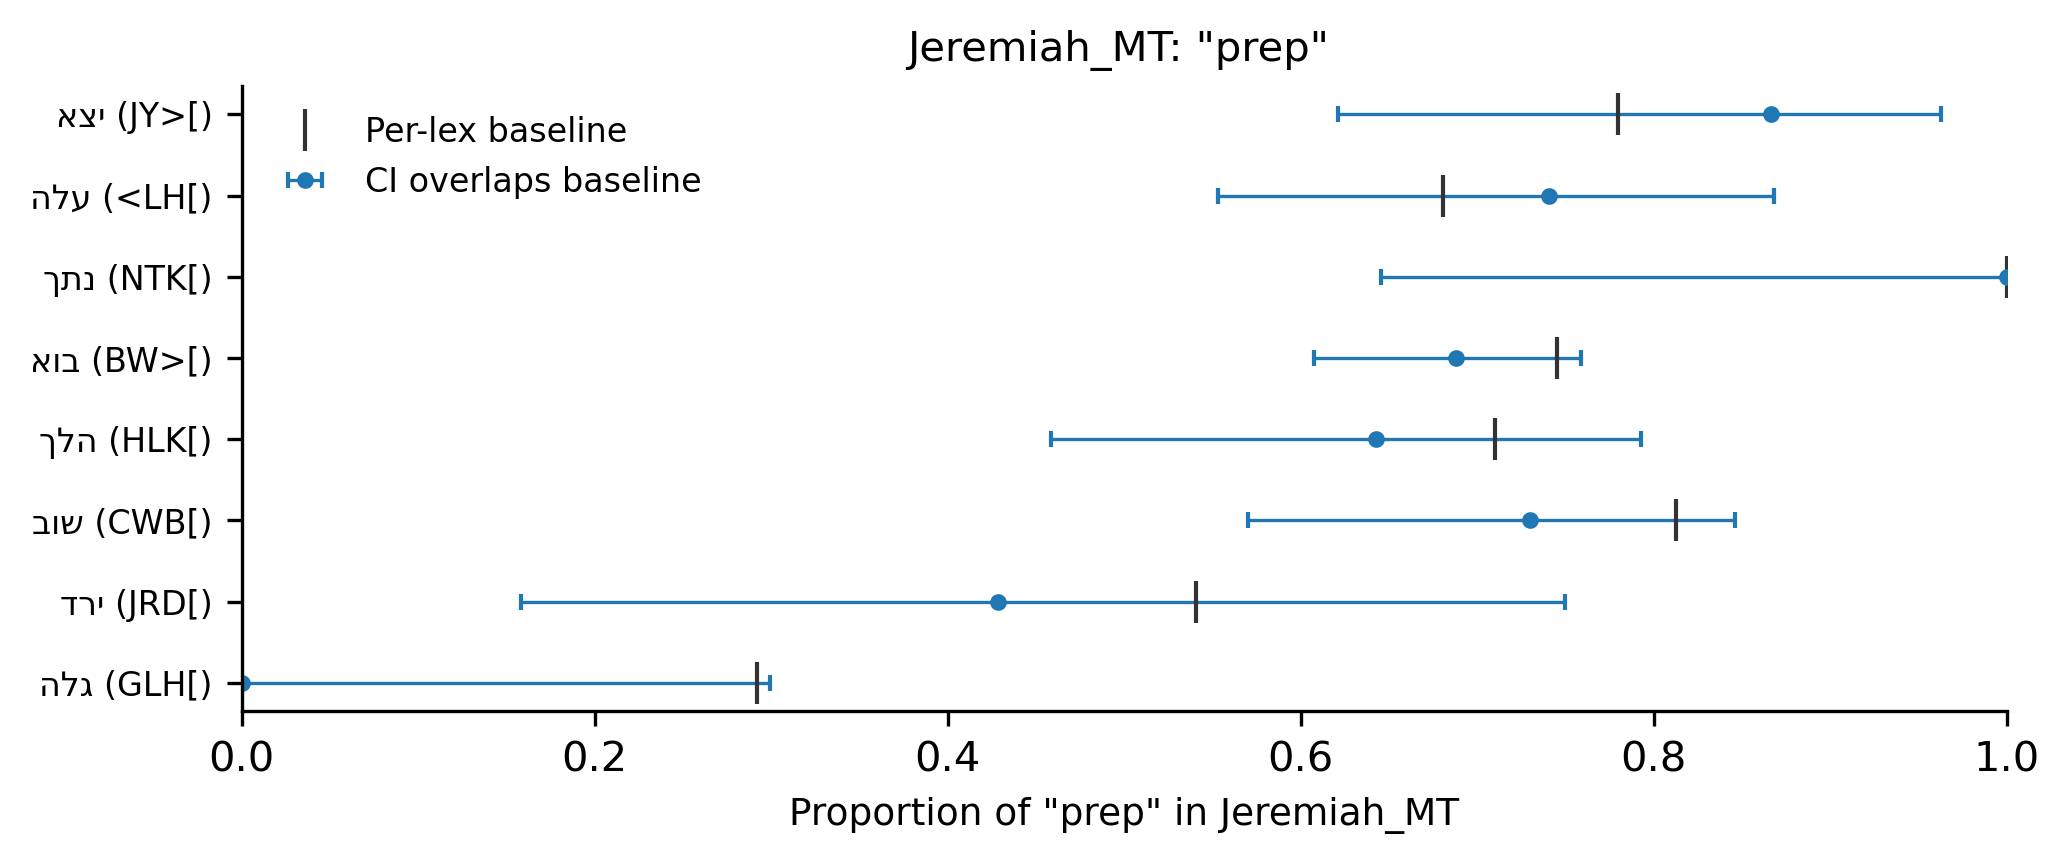 Jeremiah_MT: "prep"
יצא (JY>[)
עלה (<LH[)
נתך (NTK[)
בוא (BW>[)
הלך (HLK[)
שוב (CWB[)
ירד (JRD[)
גלה (GLH[)
Per-lex baseline
CI overlaps baseline
0.0 0.2 0.4 0.6 0.8 1.0
Proportion of "prep" in Jeremiah_MT